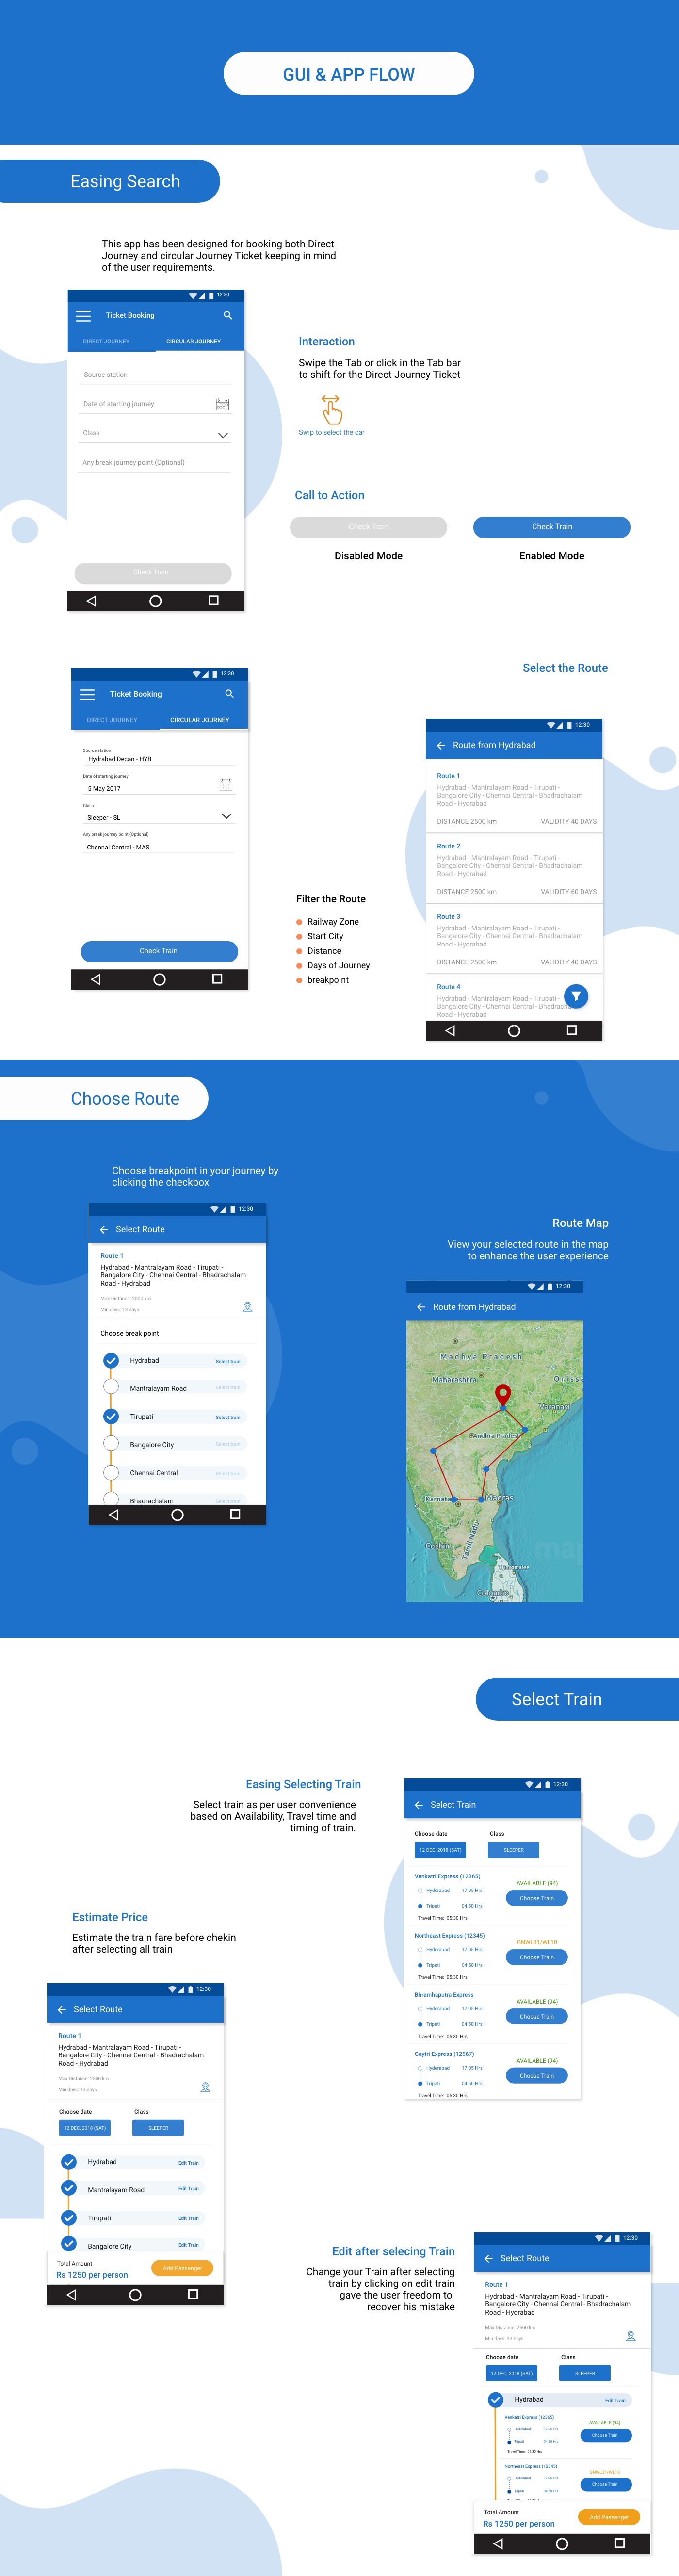 GUI & APP FLOW
Easing Search
This app has been designed for booking both Direct
Journey and circular Journey Ticket keeping in mind
of the user requirements.
12:30
Ticket Booking
DIRECT JOURNEY
CIRCULAR JOURNEY
Source station
Date of starting journey
Class
Any break journey point (Optional)
Check Train
Interaction
Swipe the Tab or click in the Tab bar
to shift for the Direct Journey Ticket
Swip to select the car
Call to Action
Check Train
Check Train
Disabled Mode
Enabled Mode
12:30
Ticket Booking
DIRECT JOURNEY
CIRCULAR JOURNEY
Source station
Hydrabad Decan - HYB
Date of starting journey
5 May 2017
Class
Sleeper - SL
Any break journey point (Optional)
Chennai Central - MAS
Check Train
Filter the Route
Railway Zone
Start City
Distance
Days of Journey
breakpoint
Select the Route
12:30
Route from Hydrabad
Route 1
Hydrabad - Mantralayam Road - Tirupati -
Bangalore City - Chennai Central - Bhadrachalam
Road - Hydrabad
DISTANCE 2500 km
VALIDITY 40 DAYS
Route 2
Hydrabad - Mantralayam Road - Tirupati -
Bangalore City - Chennai Central - Bhadrachalam
Road - Hydrabad
DISTANCE 2500 km
VALIDITY 60 DAYS
Route 3
Hydrabad - Mantralayam Road - Tirupati -
Bangalore City - Chennai Central - Bhadrachalam
Road - Hydrabad
DISTANCE 2500 km
VALIDITY 40 DAYS
Route 4
Hydrabad - Mantralayam Road - Tirupati -
Bangalore City - Chennai Central - Bhadrach
Road - Hydrabad
Choose Route
Choose breakpoint in your journey by
clicking the checkbox
12:30
Select Route
Route 1
Hydrabad - Mantralayam Road - Tirupati -
Bangalore City - Chennai Central - Bhadrachalam
Road - Hydrabad
Max Distance: 2500 km
Min days: 13 days
Choose break point
Hydrabad
Select train
Mantralayam Road
Select train
Tirupati
Select train
Bangalore City
Select train
Chennai Central
Select train
Bhadrachalam
Select train
Route Map
View your selected route in the map
to enhance the user experience
12:30
Route from Hydrabad
Madhya Pradesh
Maharashtra
Oriss
Varanasi
Andhra Pradesh
Karnata
Madras
Tamil Nadu
Cochin
Colombo
map
Select Train
Easing Selecting Train
Select train as per user convenience
based on Availability, Travel time and
timing of train.
12:30
Select Train
Choose date
Class
12 DEC, 2018 (SAT)
SLEEPER
Venkatri Express (12365)
AVAILABLE (94)
Hyderabad
17:05 Hrs
Tripati
04:50 Hrs
Choose Train
Travel Time: 05:30 Hrs
Northeast Express (12345)
GNWL31/WL10
Hyderabad
17:05 Hrs
Tripati
04:50 Hrs
Choose Train
Travel Time: 05:30 Hrs
Bhramhaputra Express
AVAILABLE (94)
Hyderabad
17:05 Hrs
Tripati
04:50 Hrs
Choose Train
Travel Time: 05:30 Hrs
Gaytri Express (12567)
AVAILABLE (94)
Hyderabad
17:05 Hrs
Tripati
04:50 Hrs
Choose Train
Travel Time: 05:30 Hrs
Estimate Price
Estimate the train fare before chekin
after selecting all train
12:30
Select Route
Route 1
Hydrabad - Mantralayam Road - Tirupati -
Bangalore City - Chennai Central - Bhadrachalam
Road - Hydrabad
Max Distance: 2500 km
Min days: 13 days
Choose date
Class
12 DEC, 2018 (SAT)
SLEEPER
Hydrabad
Edit Train
Mantralayam Road
Edit Train
Tirupati
Edit Train
Bangalore City
Edit Train
Total Amount
Rs 1250 per person
Add Passenger
Edit after selecing Train
Change your Train after selecting
train by clicking on edit train
gave the user freedom to
recover his mistake
12:30
Select Route
Route 1
Hydrabad - Mantralayam Road - Tirupati -
Bangalore City - Chennai Central - Bhadrachalam
Road - Hydrabad
Max Distance: 2500 km
Min days: 13 days
Choose date
Class
12 DEC, 2018 (SAT)
SLEEPER
Hydrabad
Edit Train
Venkatri Express (12365)
AVAILABLE (94)
Hyderabad
17:05 Hrs
Tripati
04:50 Hrs
Choose Train
Travel Time: 05:30 Hrs
Northeast Express (12345)
GNWL31/WL10
Hyderabad
17:05 Hrs
Tripati
04:50 Hrs
Choose Train
Total Amount
Rs 1250 per person
Add Passenger